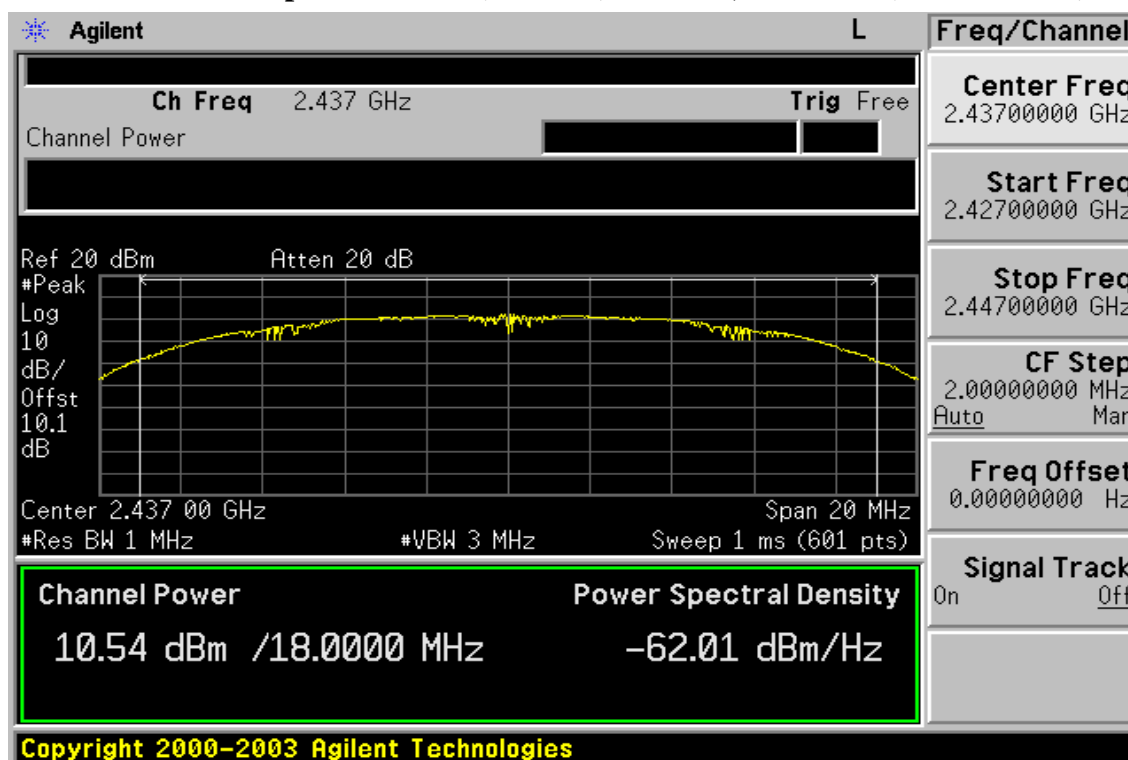 Agilent L Freq/Channel
Ch Freq 2.437 GHz Trig Free
Channel Power
Center Freq
2.43700000 GHz
Start Freq
2.42700000 GHz
Stop Freq
2.44700000 GHz
CF Step
2.00000000 MHz
Auto Man
Freq Offset
0.00000000 Hz
Signal Track
On Off
Ref 20 dBm Atten 20 dB
#Peak
Log
10
dB/
Offst
10.1
dB
Center 2.437 00 GHz Span 20 MHz
#Res BW 1 MHz #VBW 3 MHz Sweep 1 ms (601 pts)
Channel Power Power Spectral Density
10.54 dBm /18.0000 MHz -62.01 dBm/Hz
Copyright 2000-2003 Agilent Technologies